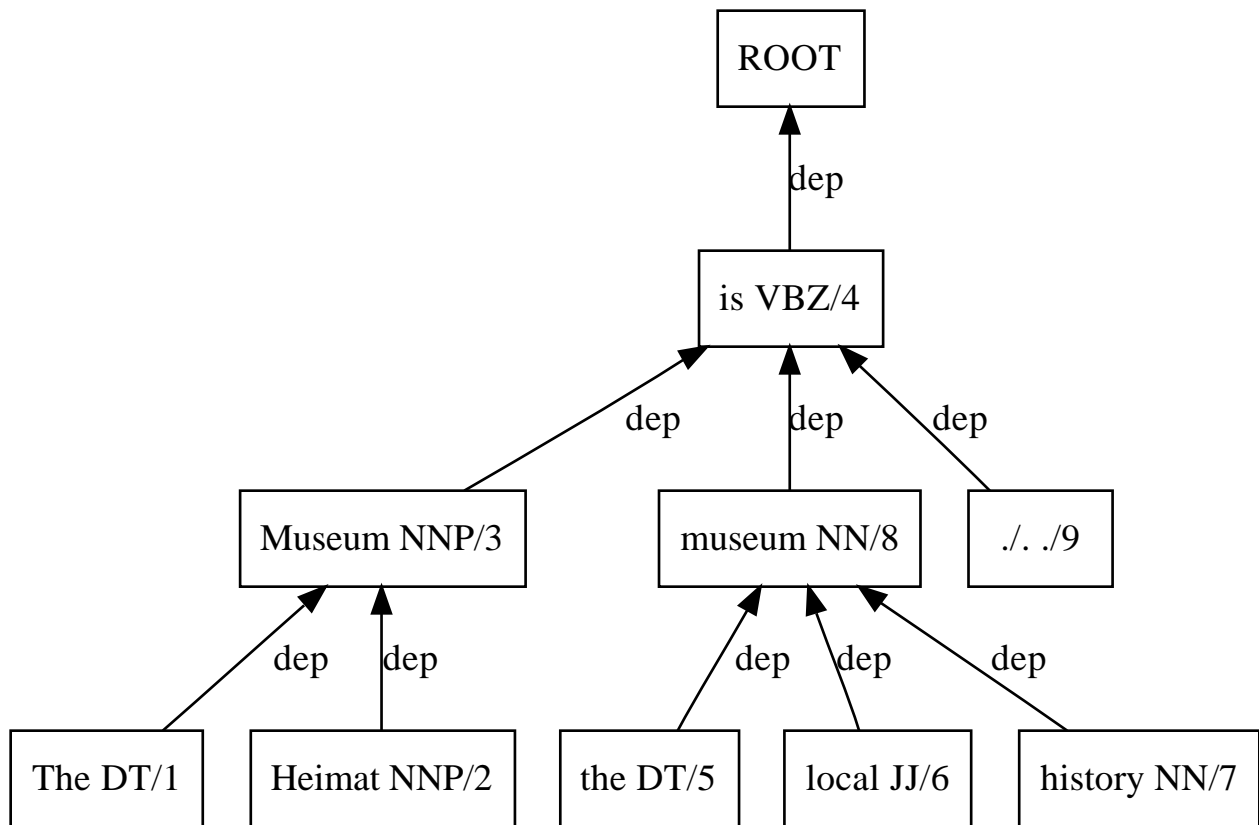 ROOT
dep
is VBZ/4
dep dep dep
Museum NNP/3 museum NN/8 ./. ./9
dep dep dep dep dep
The DT/1 Heimat NNP/2 the DT/5 local JJ/6 history NN/7